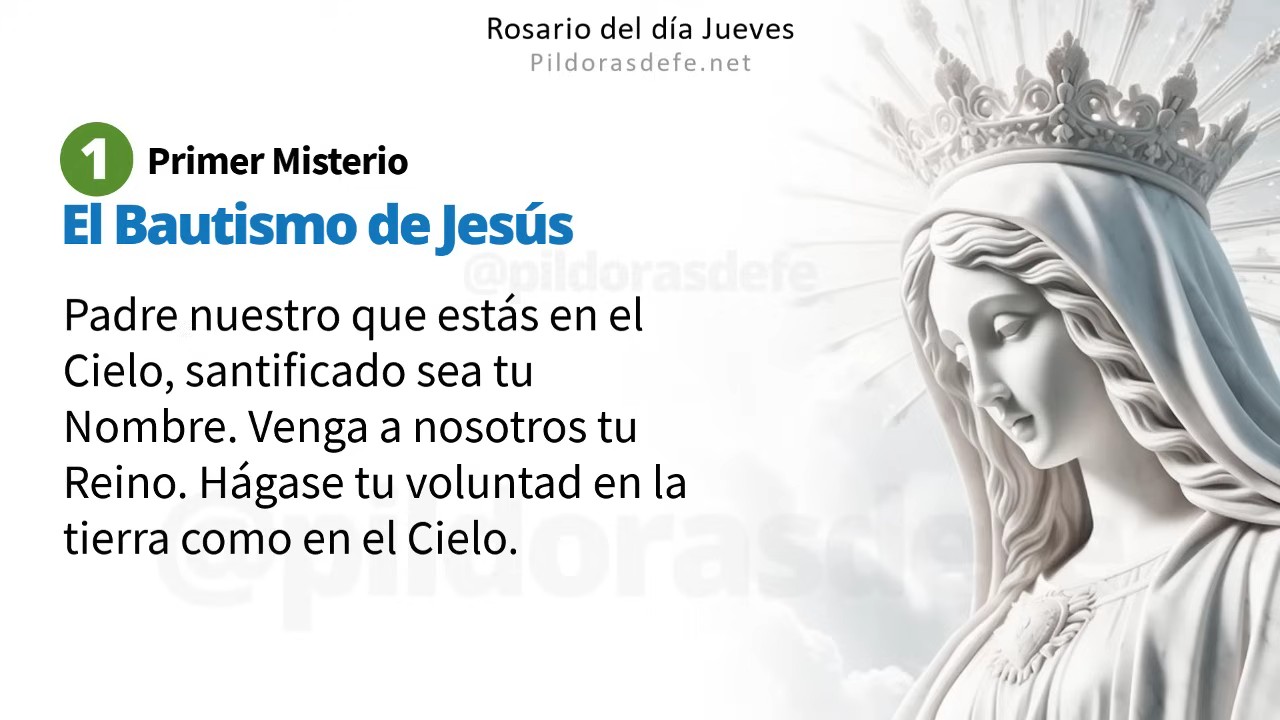 Rosario del día Jueves
Pildorasdefe.net
1 Primer Misterio
El Bautismo de Jesús
@pildorasdefe
Padre nuestro que estás en el
Cielo, santificado sea tu
Nombre. Venga a nosotros tu
Reino. Hágase tu voluntad en la
tierra como en el Cielo.
@pildorasdefe